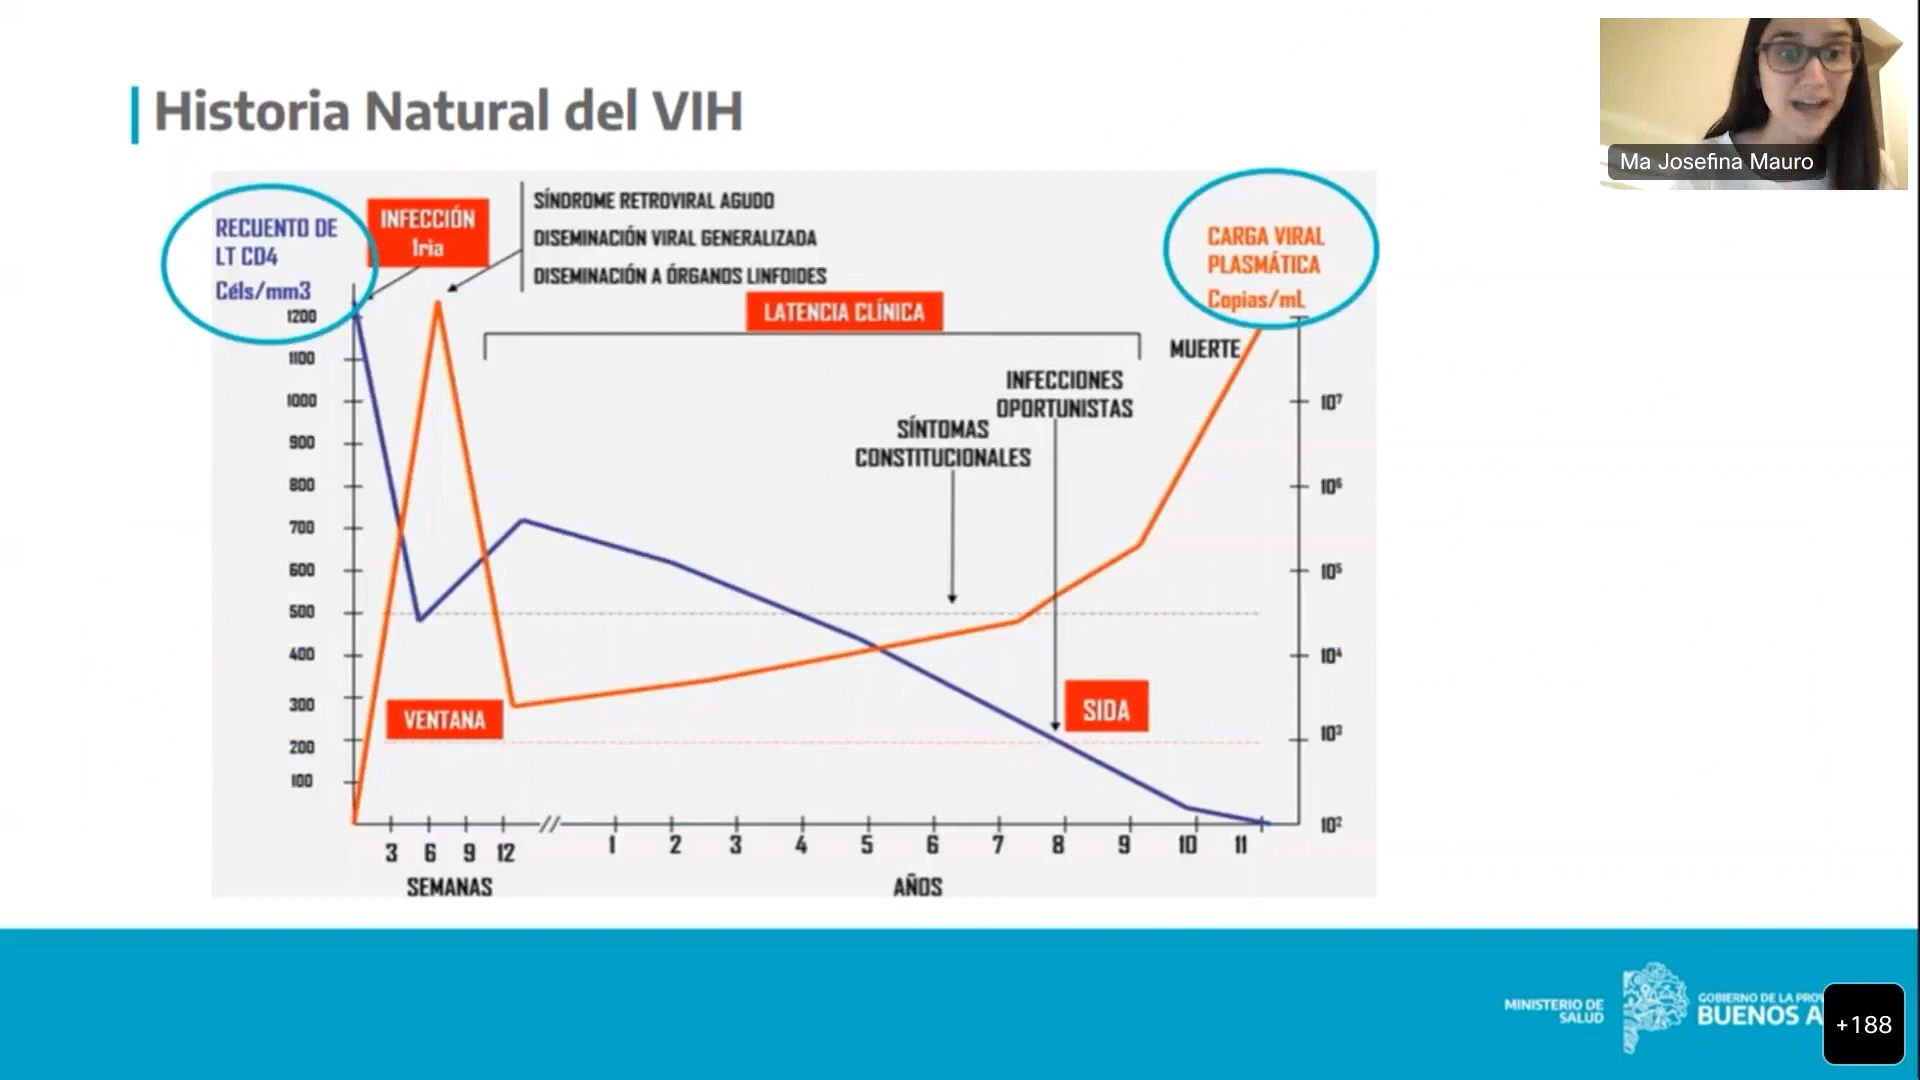 Historia Natural del VIH
Ma Josefina Mauro
RECUENTO DE
LT CD4
Céls/mm3
INFECCIÓN
1ria
SÍNDROME RETROVIRAL AGUDO
DISEMINACIÓN VIRAL GENERALIZADA
DISEMINACIÓN A ÓRGANOS LINFOIDES
LATENCIA CLÍNICA
CARGA VIRAL
PLASMÁTICA
Copias/mL
MUERTE
INFECCIONES
OPORTUNISTAS
SÍNTOMAS
CONSTITUCIONALES
1200
1100
1000
900
800
700
600
500
400
300
200
100
10⁷
10⁶
10⁵
10⁴
10³
10²
VENTANA
SIDA
3 6 9 12
1 2 3 4 5 6 7 8 9 10 11
SEMANAS
AÑOS
MINISTERIO DE
SALUD
GOBIERNO DE LA PROV
BUENOS A
+188